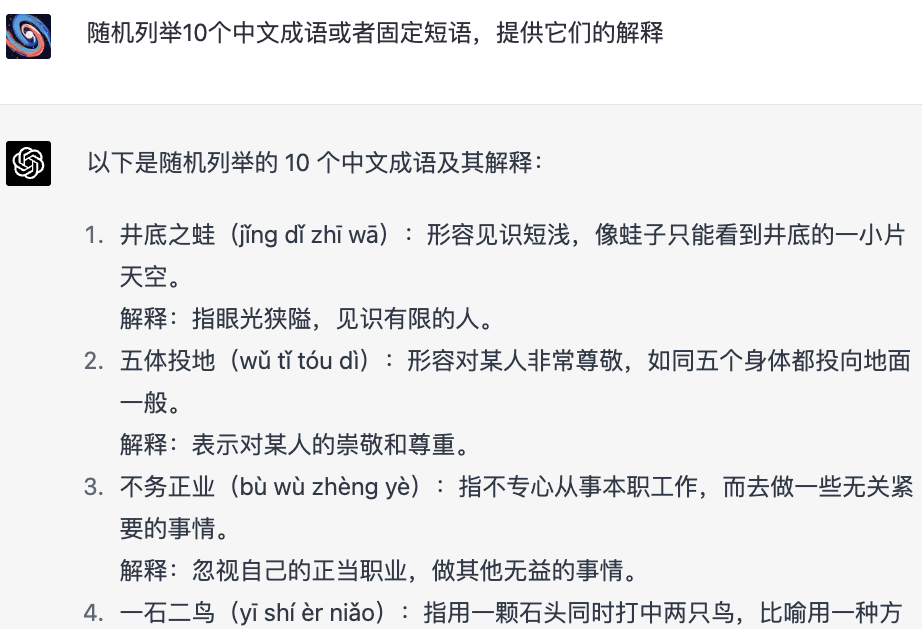 随机列举10个中文成语或者固定短语，提供它们的解释
以下是随机列举的 10 个中文成语及其解释：
1. 井底之蛙（jǐng dǐ zhī wā）：形容见识短浅，像蛙子只能看到井底的一小片
天空。
解释：指眼光狭隘，见识有限的人。
2. 五体投地（wǔ tǐ tóu dì）：形容对某人非常尊敬，如同五个身体都投向地面
一般。
解释：表示对某人的崇敬和尊重。
3. 不务正业（bù wù zhèng yè）：指不专心从事本职工作，而去做一些无关紧
要的事情。
解释：忽视自己的正当职业，做其他无益的事情。
4. 一石二鸟（yī shí èr niǎo）：指用一颗石头同时打中两只鸟，比喻用一种方